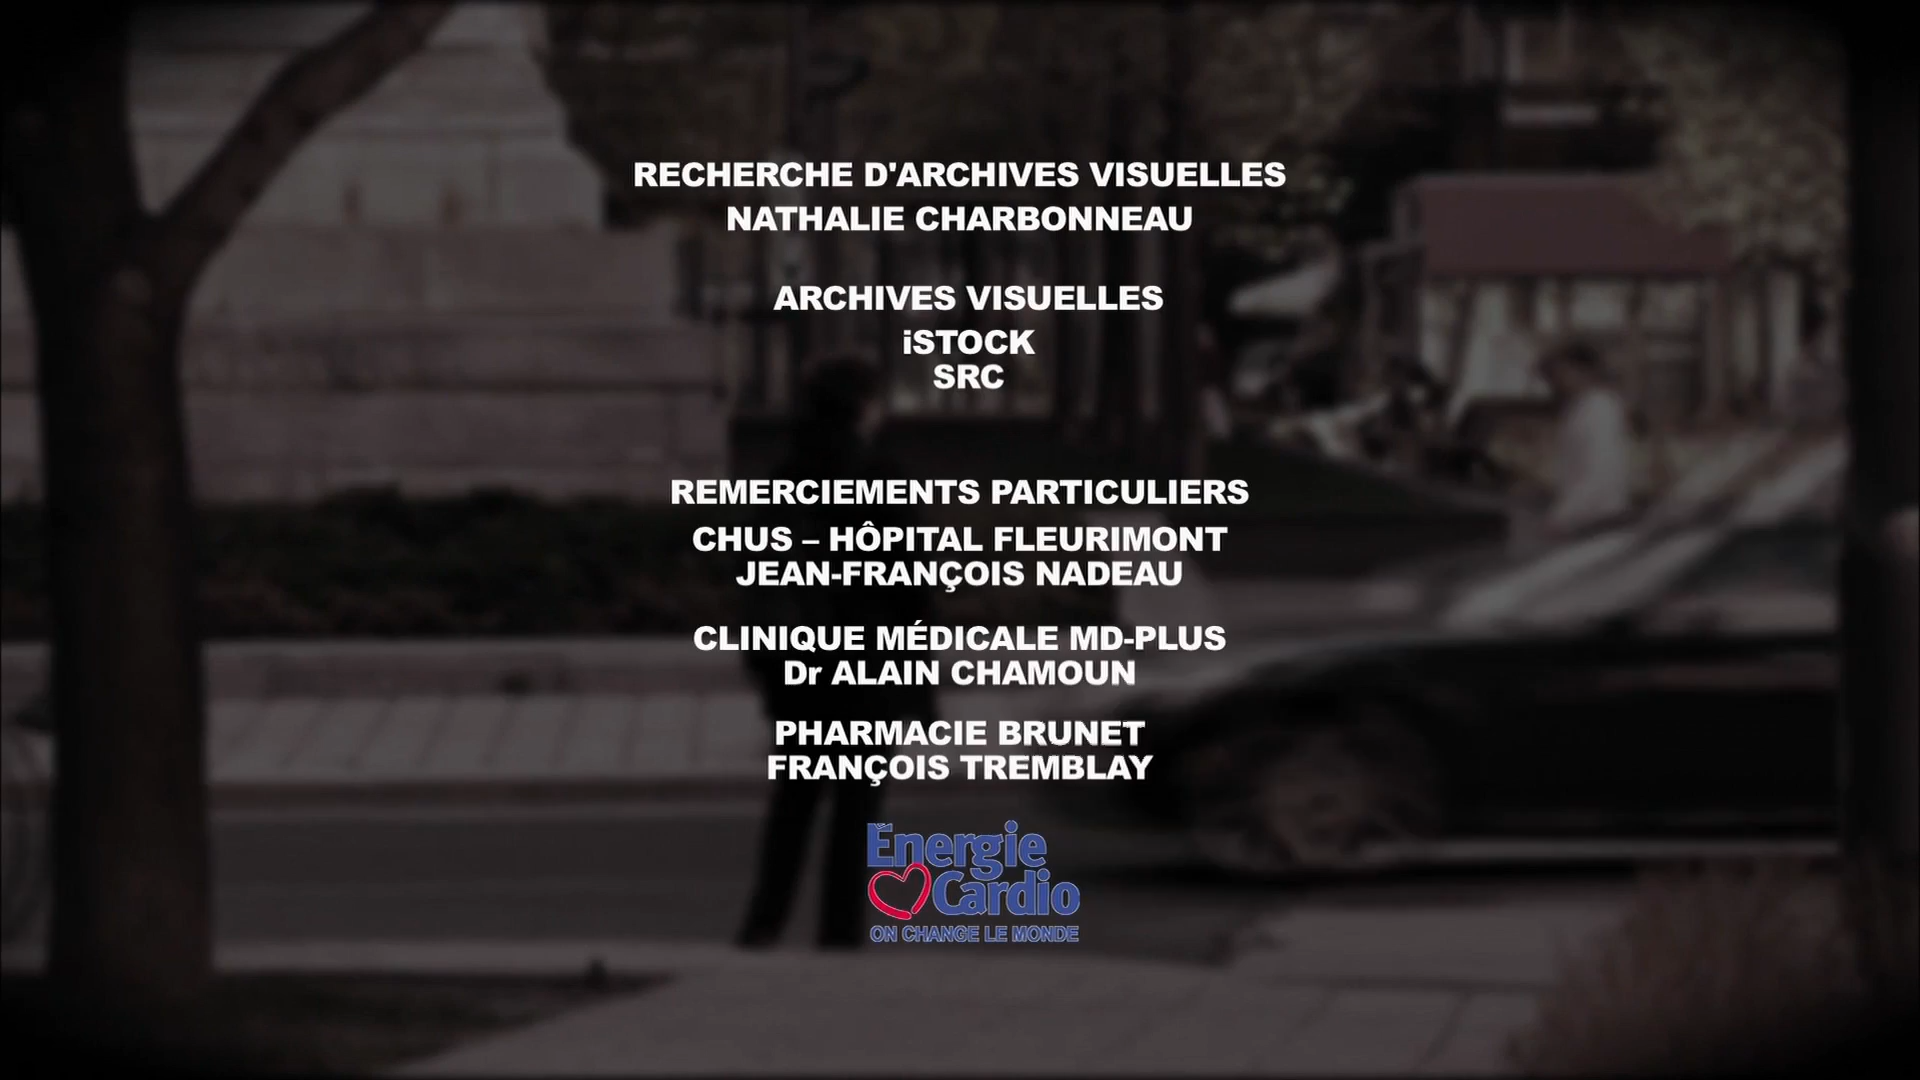 RECHERCHE D'ARCHIVES VISUELLES
NATHALIE CHARBONNEAU
ARCHIVES VISUELLES
iSTOCK
SRC
REMERCIEMENTS PARTICULIERS
CHUS – HÔPITAL FLEURIMONT
JEAN-FRANÇOIS NADEAU
CLINIQUE MÉDICALE MD-PLUS
Dr ALAIN CHAMOUN
PHARMACIE BRUNET
FRANÇOIS TREMBLAY
Énergie
Cardio
ON CHANGE LE MONDE